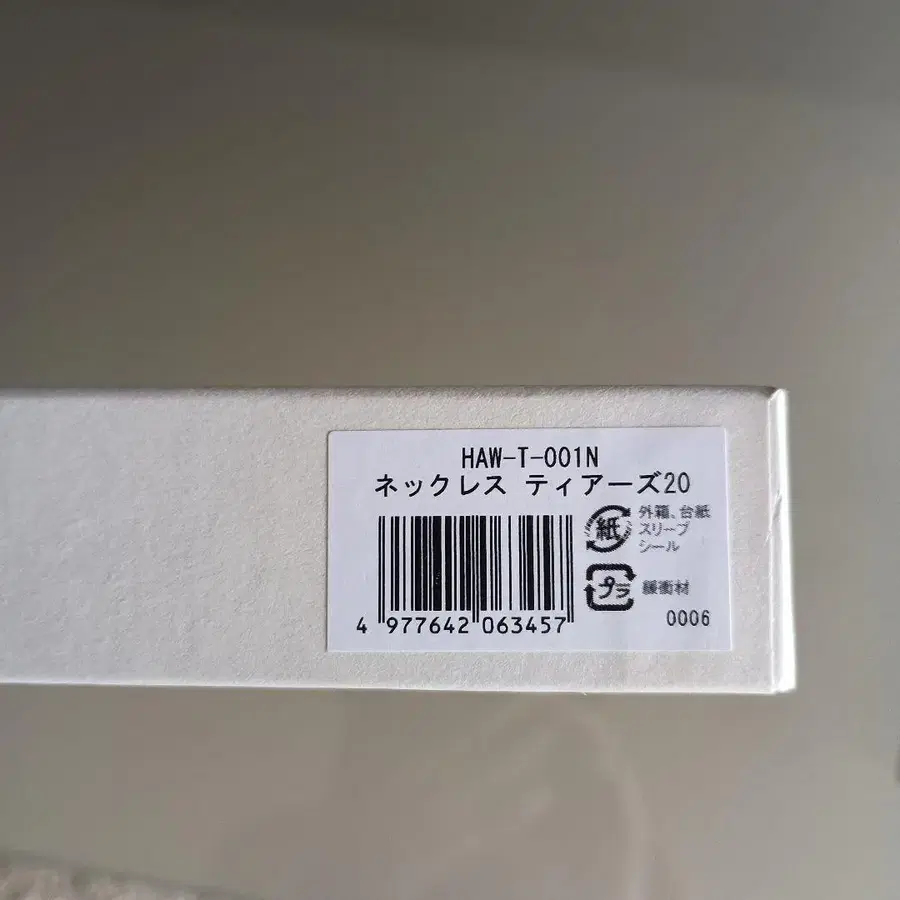 HAW-T-001N
ネックレス ティアーズ20
紙 外箱、台紙
スリーブ
シール
プラ 緩衝材
4 977642 063457
0006